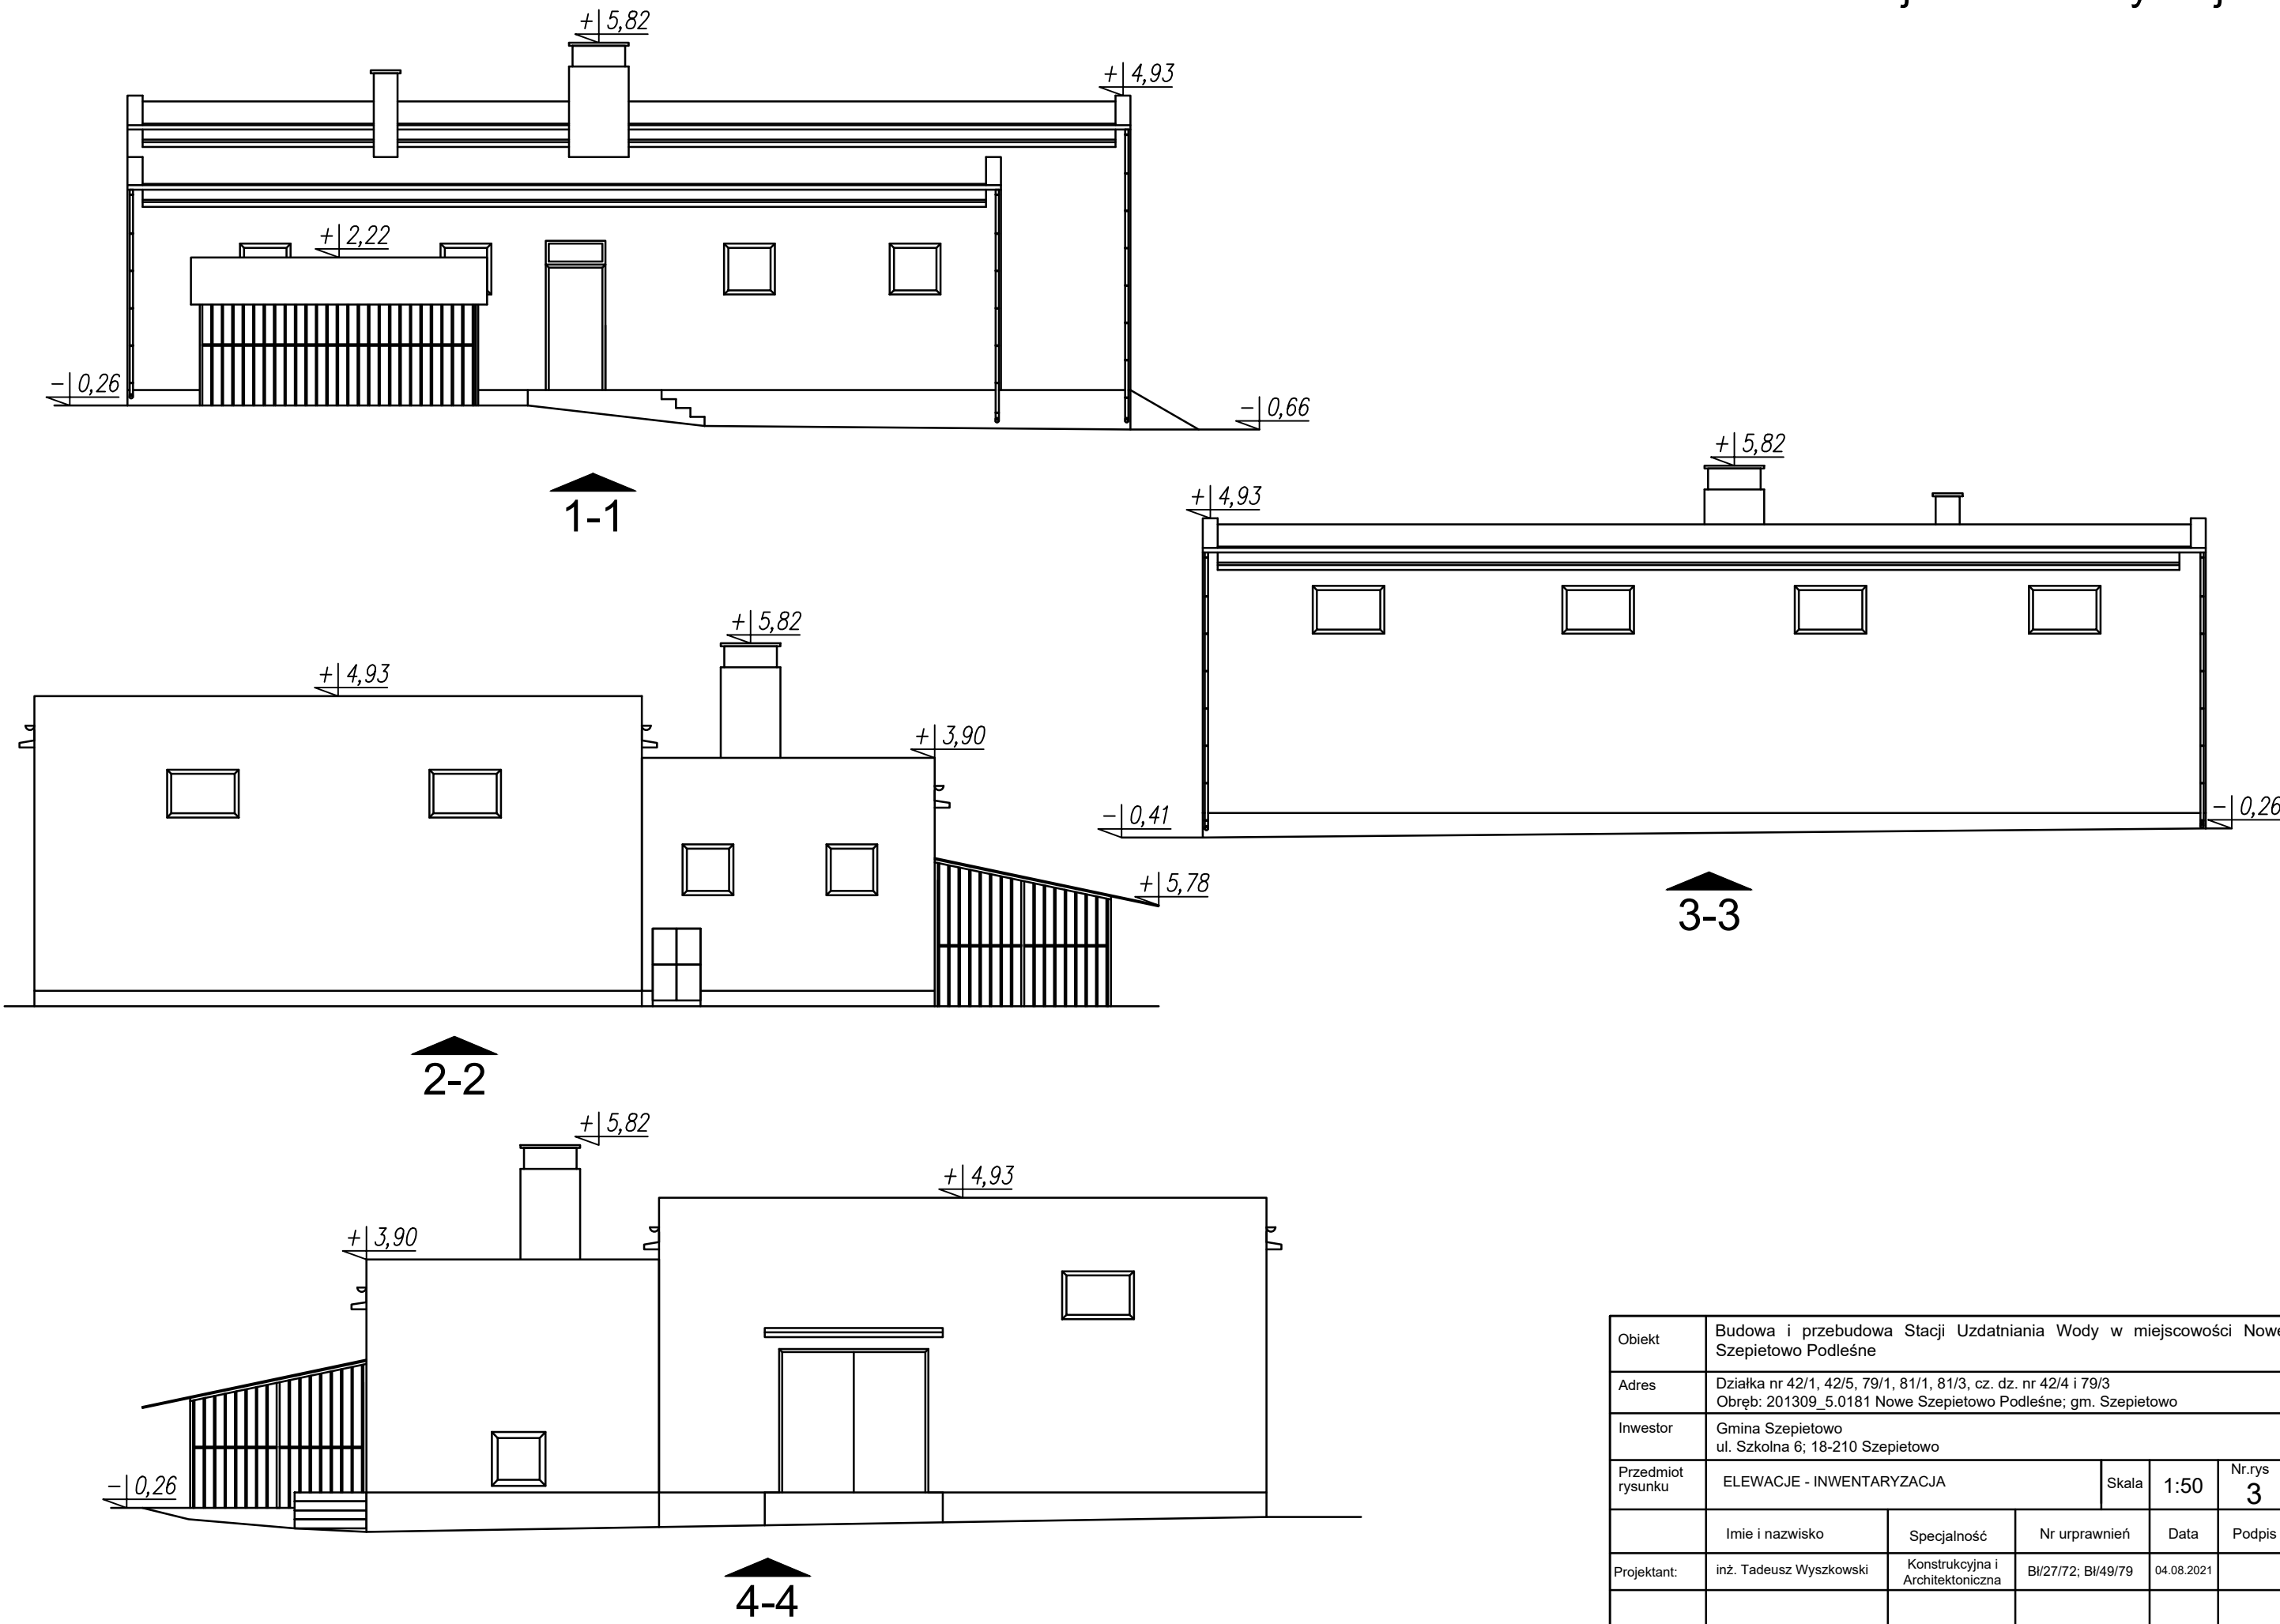 +5,82
+4,93
+2,22
-0,26
-0,66
1-1
+5,82
+4,93
-0,41
-0,26
3-3
+5,82
+4,93
+3,90
+5,78
2-2
+5,82
+4,93
+3,90
-0,26
4-4
Obiekt
Budowa i przebudowa Stacji Uzdatniania Wody w miejscowości Nowe
Szepietowo Podleśne
Adres
Działka nr 42/1, 42/5, 79/1, 81/1, 81/3, cz. dz. nr 42/4 i 79/3
Obręb: 201309_5.0181 Nowe Szepietowo Podleśne; gm. Szepietowo
Inwestor
Gmina Szepietowo
ul. Szkolna 6; 18-210 Szepietowo
Przedmiot
rysunku
ELEWACJE - INWENTARYZACJA
Skala
1:50
Nr.rys
3
Imie i nazwisko
Specjalność
Nr urprawnień
Data
Podpis
Projektant:
inż. Tadeusz Wyszkowski
Konstrukcyjna i
Architektoniczna
Bł/27/72; Bł/49/79
04.08.2021